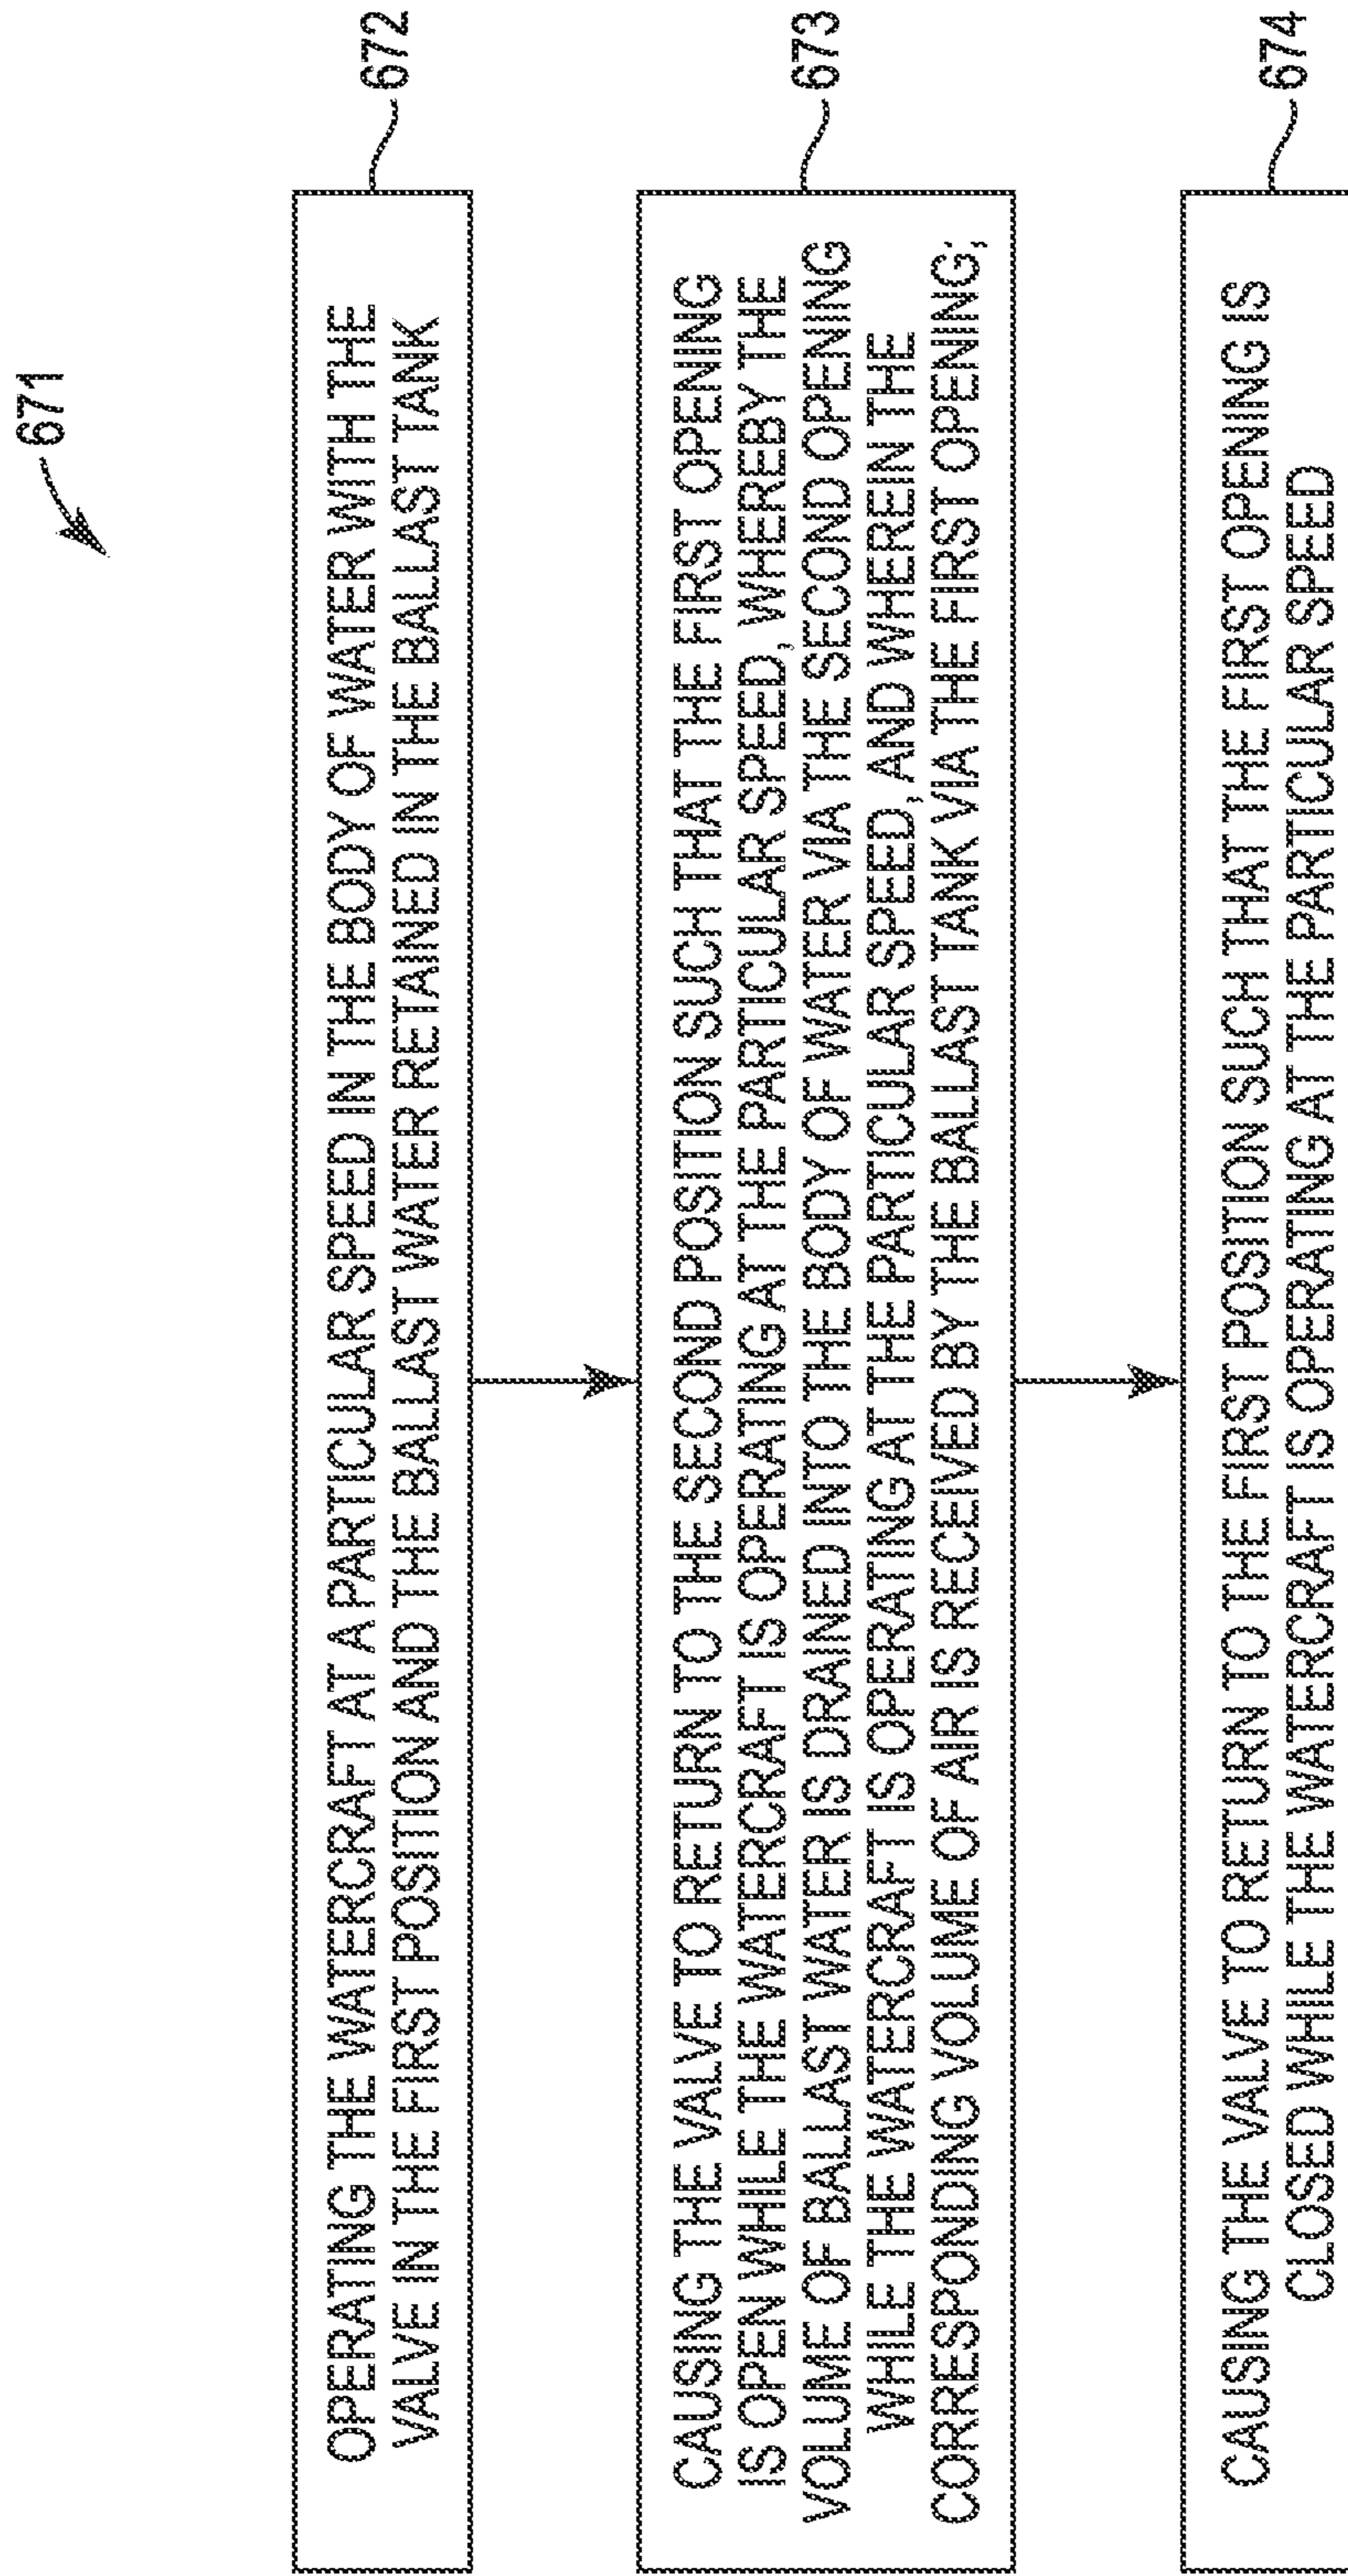 671
OPERATING THE WATERCRAFT AT A PARTICULAR SPEED IN THE BODY OF WATER WITH THE
VALVE IN THE FIRST POSITION AND THE BALLAST WATER RETAINED IN THE BALLAST TANK
672
CAUSING THE VALVE TO RETURN TO THE SECOND POSITION SUCH THAT THE FIRST OPENING
IS OPEN WHILE THE WATERCRAFT IS OPERATING AT THE PARTICULAR SPEED, WHEREBY THE
VOLUME OF BALLAST WATER IS DRAINED INTO THE BODY OF WATER VIA THE SECOND OPENING
WHILE THE WATERCRAFT IS OPERATING AT THE PARTICULAR SPEED, AND WHEREIN THE
CORRESPONDING VOLUME OF AIR IS RECEIVED BY THE BALLAST TANK VIA THE FIRST OPENING;
673
CAUSING THE VALVE TO RETURN TO THE FIRST POSITION SUCH THAT THE FIRST OPENING IS
CLOSED WHILE THE WATERCRAFT IS OPERATING AT THE PARTICULAR SPEED
674